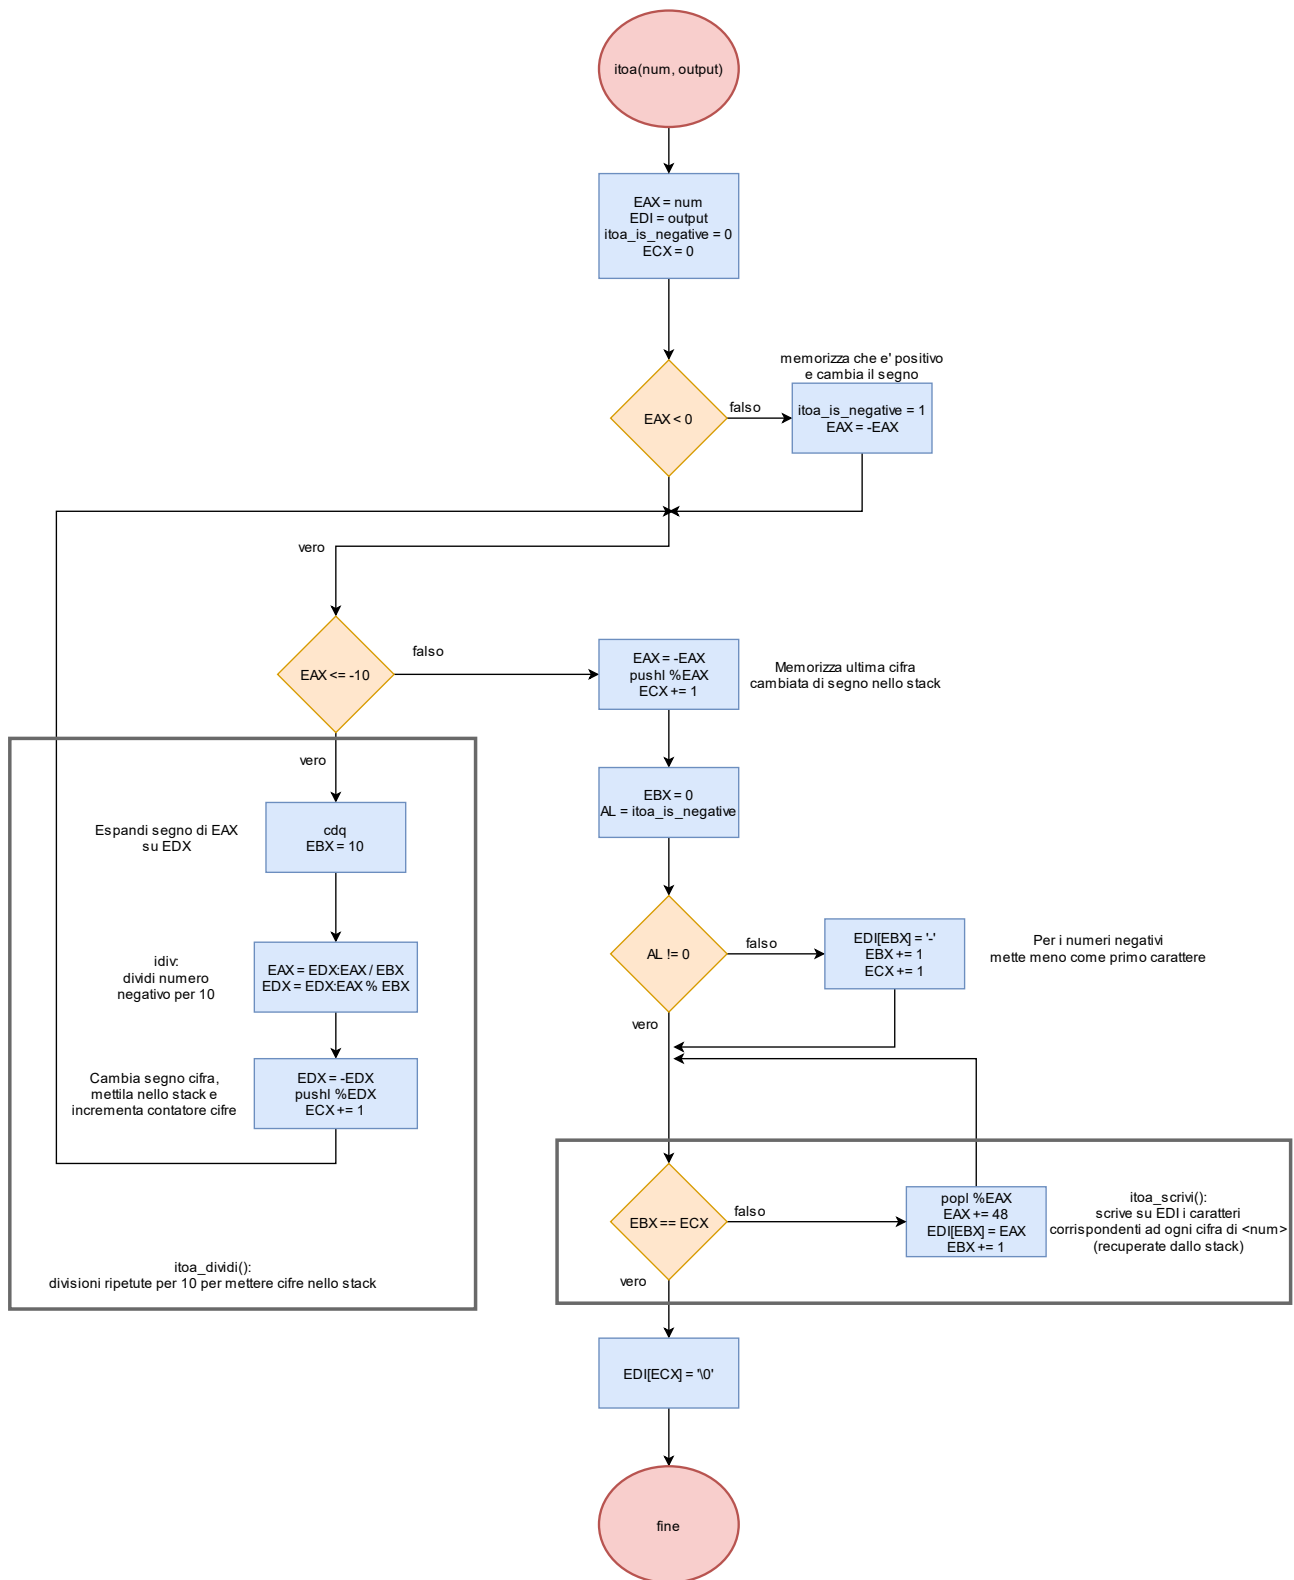 itoa(num, output)
EAX = num
EDI = output
itoa_is_negative = 0
ECX = 0
memorizza che e' positivo
e cambia il segno
EAX < 0
falso
itoa_is_negative = 1
EAX = -EAX
vero
EAX <= -10
falso
EAX = -EAX
pushl %EAX
ECX += 1
Memorizza ultima cifra
cambiata di segno nello stack
vero
Espandi segno di EAX
su EDX
cdq
EBX = 10
EBX = 0
AL = itoa_is_negative
idiv:
dividi numero
negativo per 10
EAX = EDX:EAX / EBX
EDX = EDX:EAX % EBX
AL != 0
falso
EDI[EBX] = '-'
EBX += 1
ECX += 1
Per i numeri negativi
mette meno come primo carattere
vero
Cambia segno cifra,
mettila nello stack e
incrementa contatore cifre
EDX = -EDX
pushl %EDX
ECX += 1
itoa_dividi():
divisioni ripetute per 10 per mettere cifre nello stack
EBX == ECX
falso
popl %EAX
EAX += 48
EDI[EBX] = EAX
EBX += 1
itoa_scrivi():
scrive su EDI i caratteri
corrispondenti ad ogni cifra di <num>
(recuperate dallo stack)
vero
EDI[ECX] = '\0'
fine